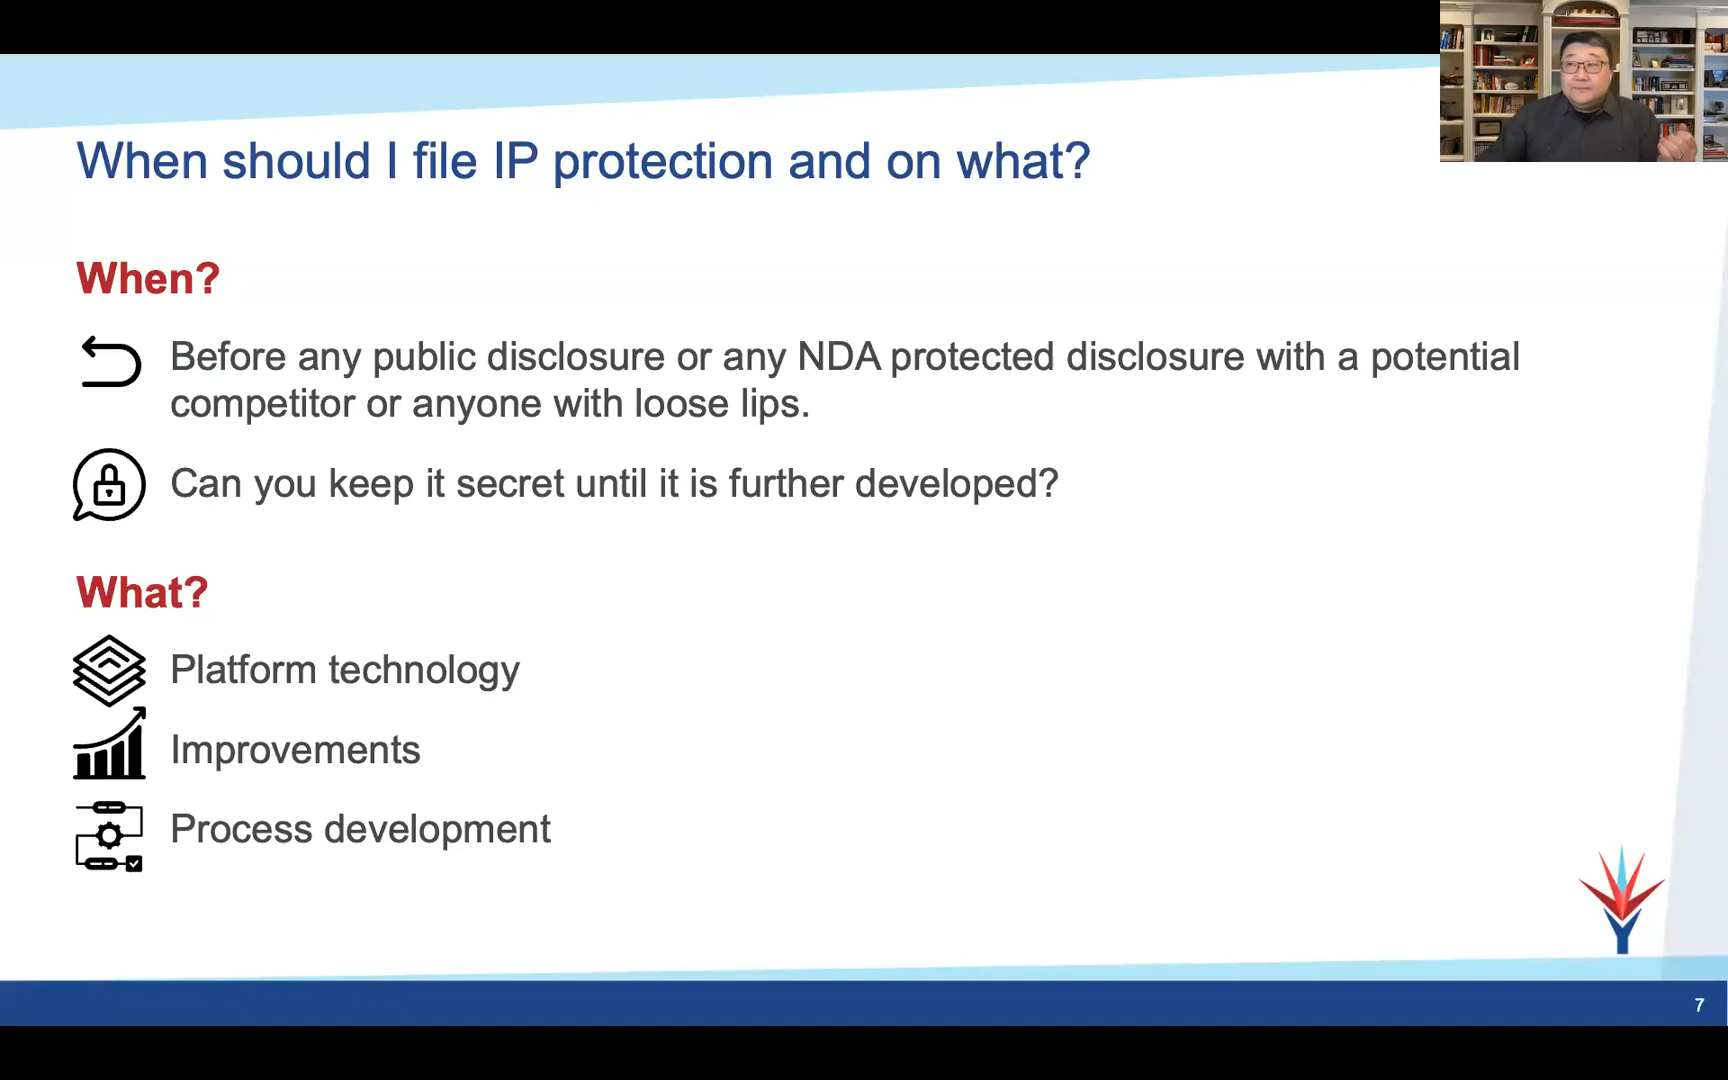 When should I file IP protection and on what?
When?
Before any public disclosure or any NDA protected disclosure with a potential
competitor or anyone with loose lips.
Can you keep it secret until it is further developed?
What?
Platform technology
Improvements
Process development
7